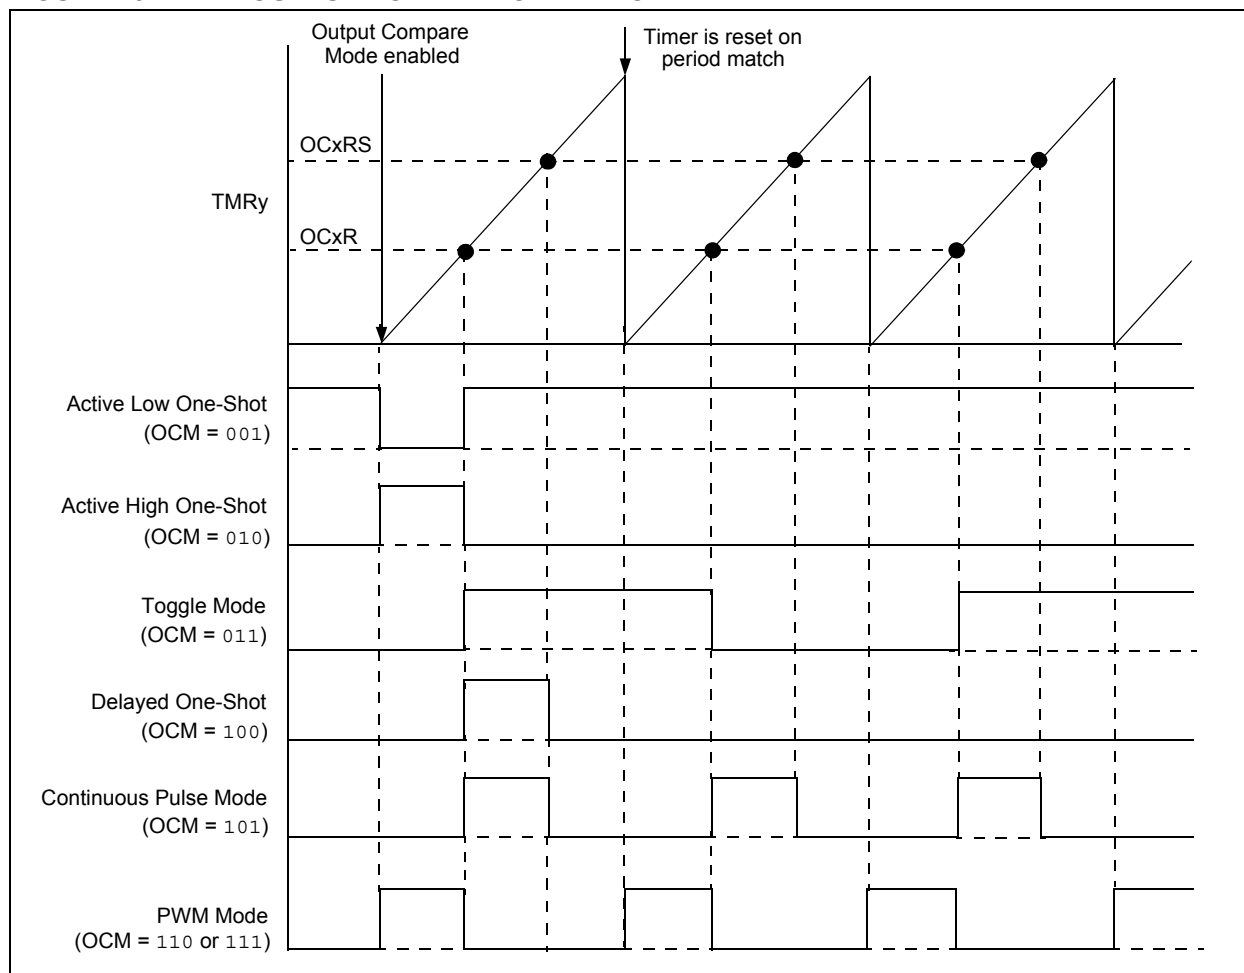 Output Compare
Mode enabled
Timer is reset on
period match
OCxRS
TMRy
OCxR
Active Low One-Shot
(OCM = 001)
Active High One-Shot
(OCM = 010)
Toggle Mode
(OCM = 011)
Delayed One-Shot
(OCM = 100)
Continuous Pulse Mode
(OCM = 101)
PWM Mode
(OCM = 110 or 111)